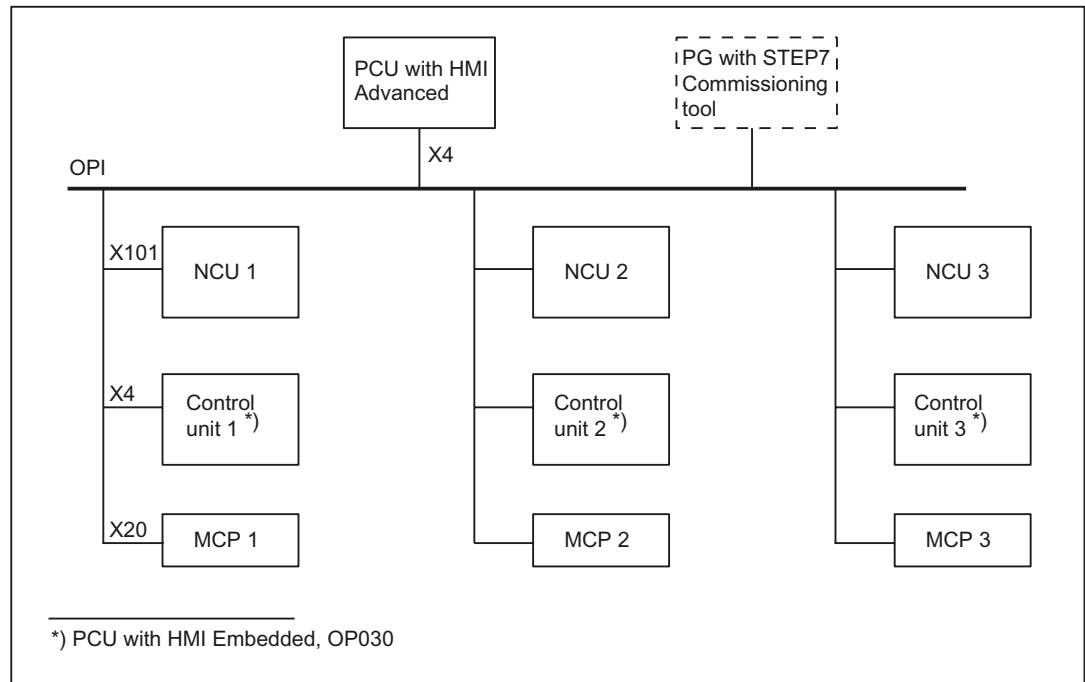 PCU with HMI
Advanced
PG with STEP7
Commissioning
tool
X4
OPI
X101
NCU 1
NCU 2
NCU 3
X4
Control
unit 1 *)
Control
unit 2 *)
Control
unit 3 *)
X20
MCP 1
MCP 2
MCP 3
*) PCU with HMI Embedded, OP030